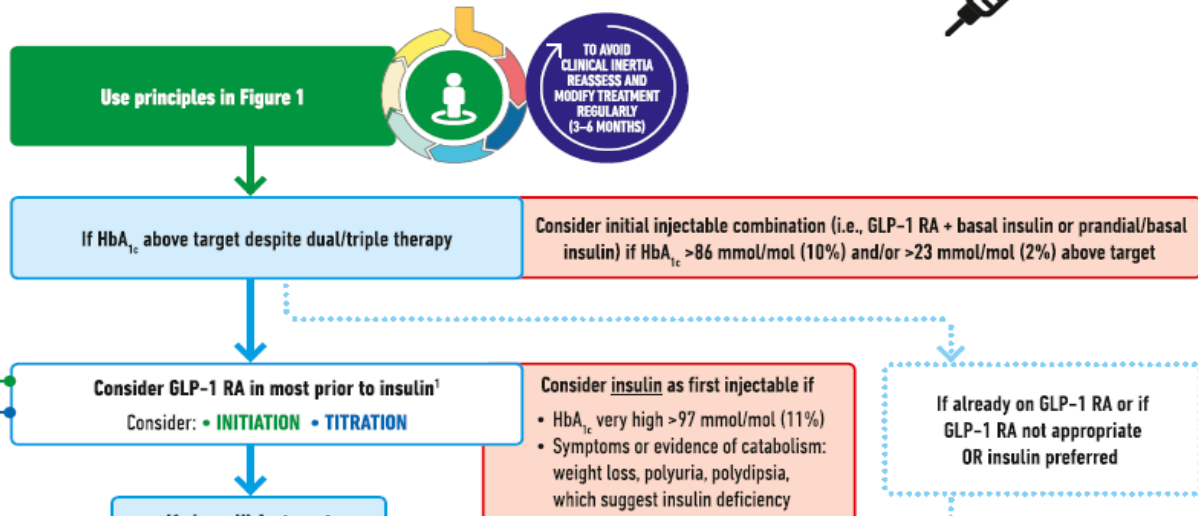 Use principles in Figure 1
TO AVOID
CLINICAL INERTIA
REASSESS AND
MODIFY TREATMENT
REGULARLY
(3–6 MONTHS)
If HbA1c above target despite dual/triple therapy
Consider initial injectable combination (i.e., GLP-1 RA + basal insulin or prandial/basal
insulin) if HbA1c >86 mmol/mol (10%) and/or >23 mmol/mol (2%) above target
Consider GLP-1 RA in most prior to insulin¹
Consider: • INITIATION • TITRATION
Consider insulin as first injectable if
• HbA1c very high >97 mmol/mol (11%)
• Symptoms or evidence of catabolism:
weight loss, polyuria, polydipsia,
which suggest insulin deficiency
If already on GLP-1 RA or if
GLP-1 RA not appropriate
OR insulin preferred